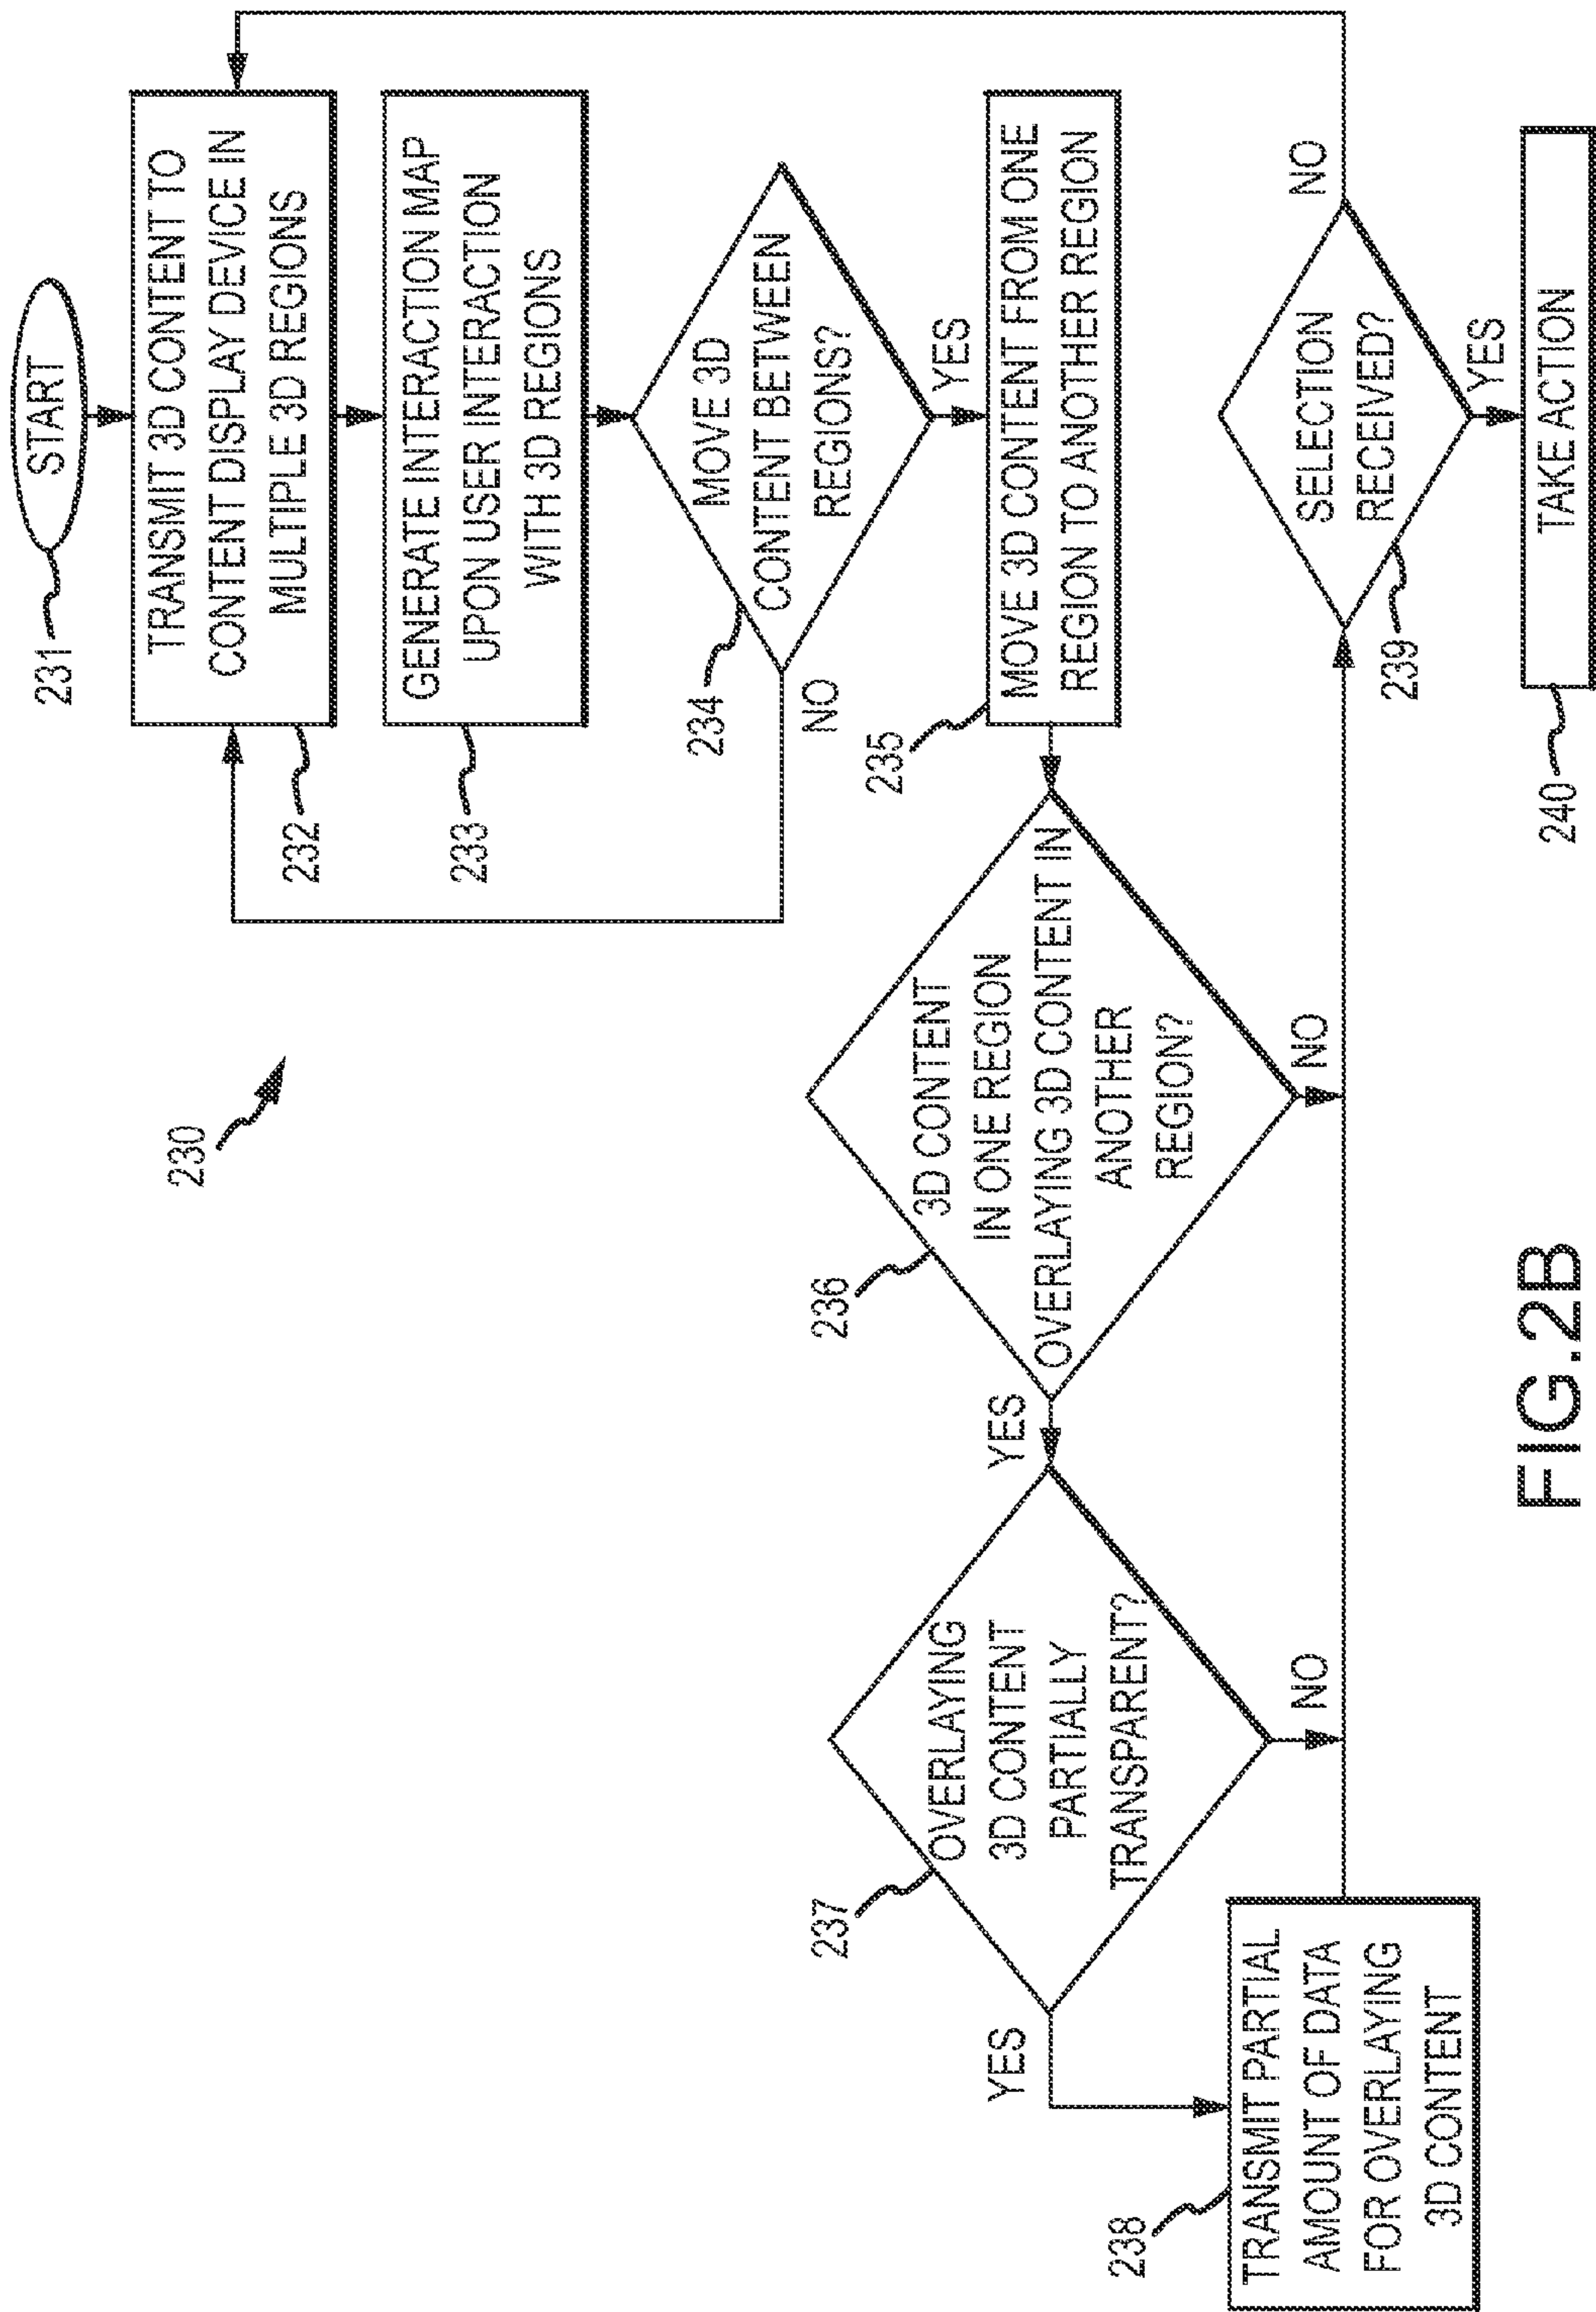 START
231
TRANSMIT 3D CONTENT TO
CONTENT DISPLAY DEVICE IN
MULTIPLE 3D REGIONS
232
GENERATE INTERACTION MAP
UPON USER INTERACTION
WITH 3D REGIONS
233
MOVE 3D
CONTENT BETWEEN
REGIONS?
234
NO
YES
MOVE 3D CONTENT FROM ONE
REGION TO ANOTHER REGION
235
230
3D CONTENT
IN ONE REGION
OVERLAYING 3D CONTENT IN
ANOTHER
REGION?
236
YES
NO
OVERLAYING
3D CONTENT
PARTIALLY
TRANSPARENT?
237
YES
NO
TRANSMIT PARTIAL
AMOUNT OF DATA
FOR OVERLAYING
3D CONTENT
238
SELECTION
RECEIVED?
239
NO
YES
TAKE ACTION
240
FIG.2B